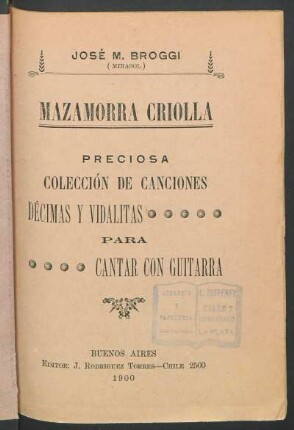 JOSÉ M. BROGGI
( MIRASOL )
MAZAMORRA CRIOLLA
PRECIOSA
COLECCIÓN DE CANCIONES
DÉCIMAS Y VIDALITAS
PARA
CANTAR CON GUITARRA
BUENOS AIRES
EDITOR: J. RODRIGUEZ TORRES—CHILE 2500
1900